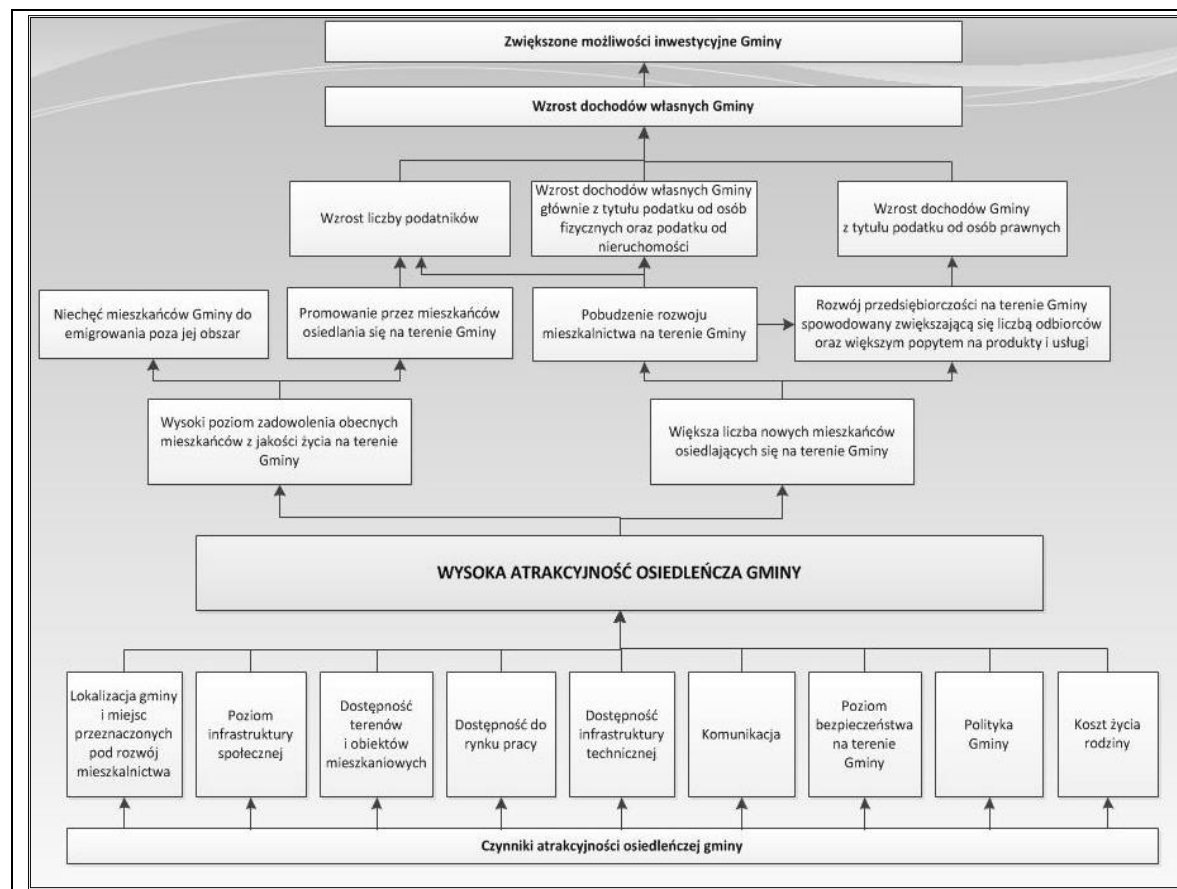 Zwiększone możliwości inwestycyjne Gminy
Wzrost dochodów własnych Gminy
Wzrost liczby podatników
Wzrost dochodów własnych Gminy
głównie z tytułu podatku od osób
fizycznych oraz podatku od
nieruchomości
Wzrost dochodów Gminy
z tytułu podatku od osób prawnych
Niechęć mieszkańców Gminy do
emigrowania poza jej obszar
Promowanie przez mieszkańców
osiedlania się na terenie Gminy
Pobudzenie rozwoju
mieszkalnictwa na terenie Gminy
Rozwój przedsiębiorczości na terenie Gminy
spowodowany zwiększającą się liczbą odbiorców
oraz większym popytem na produkty i usługi
Wysoki poziom zadowolenia obecnych
mieszkańców z jakości życia na terenie
Gminy
Większa liczba nowych mieszkańców
osiedlających się na terenie Gminy
WYSOKA ATRAKCYJNOŚĆ OSIEDLEŃCZA GMINY
Lokalizacja gminy
i miejsc
przeznaczonych
pod rozwój
mieszkalnictwa
Poziom
infrastruktury
społecznej
Dostępność
terenów
i obiektów
mieszkaniowych
Dostępność do
rynku pracy
Dostępność
infrastruktury
technicznej
Komunikacja
Poziom
bezpieczeństwa
na terenie
Gminy
Polityka
Gminy
Koszt życia
rodziny
Czynniki atrakcyjności osiedleńczej gminy